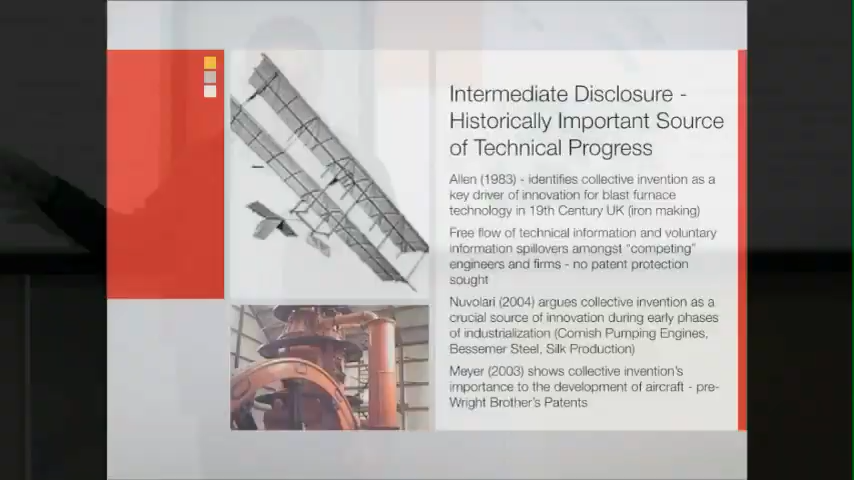 Intermediate Disclosure -
Historically Important Source
of Technical Progress
Allen (1983) - identifies collective invention as a
key driver of innovation for blast furnace
technology in 19th Century UK (iron making)
Free flow of technical information and voluntary
information spillovers amongst “competing”
engineers and firms - no patent protection
sought
Nuvolari (2004) argues collective invention as a
crucial source of innovation during early phases
of industrialization (Cornish Pumping Engines,
Bessemer Steel, Silk Production)
Meyer (2003) shows collective invention's
importance to the development of aircraft - pre-
Wright Brother's Patents